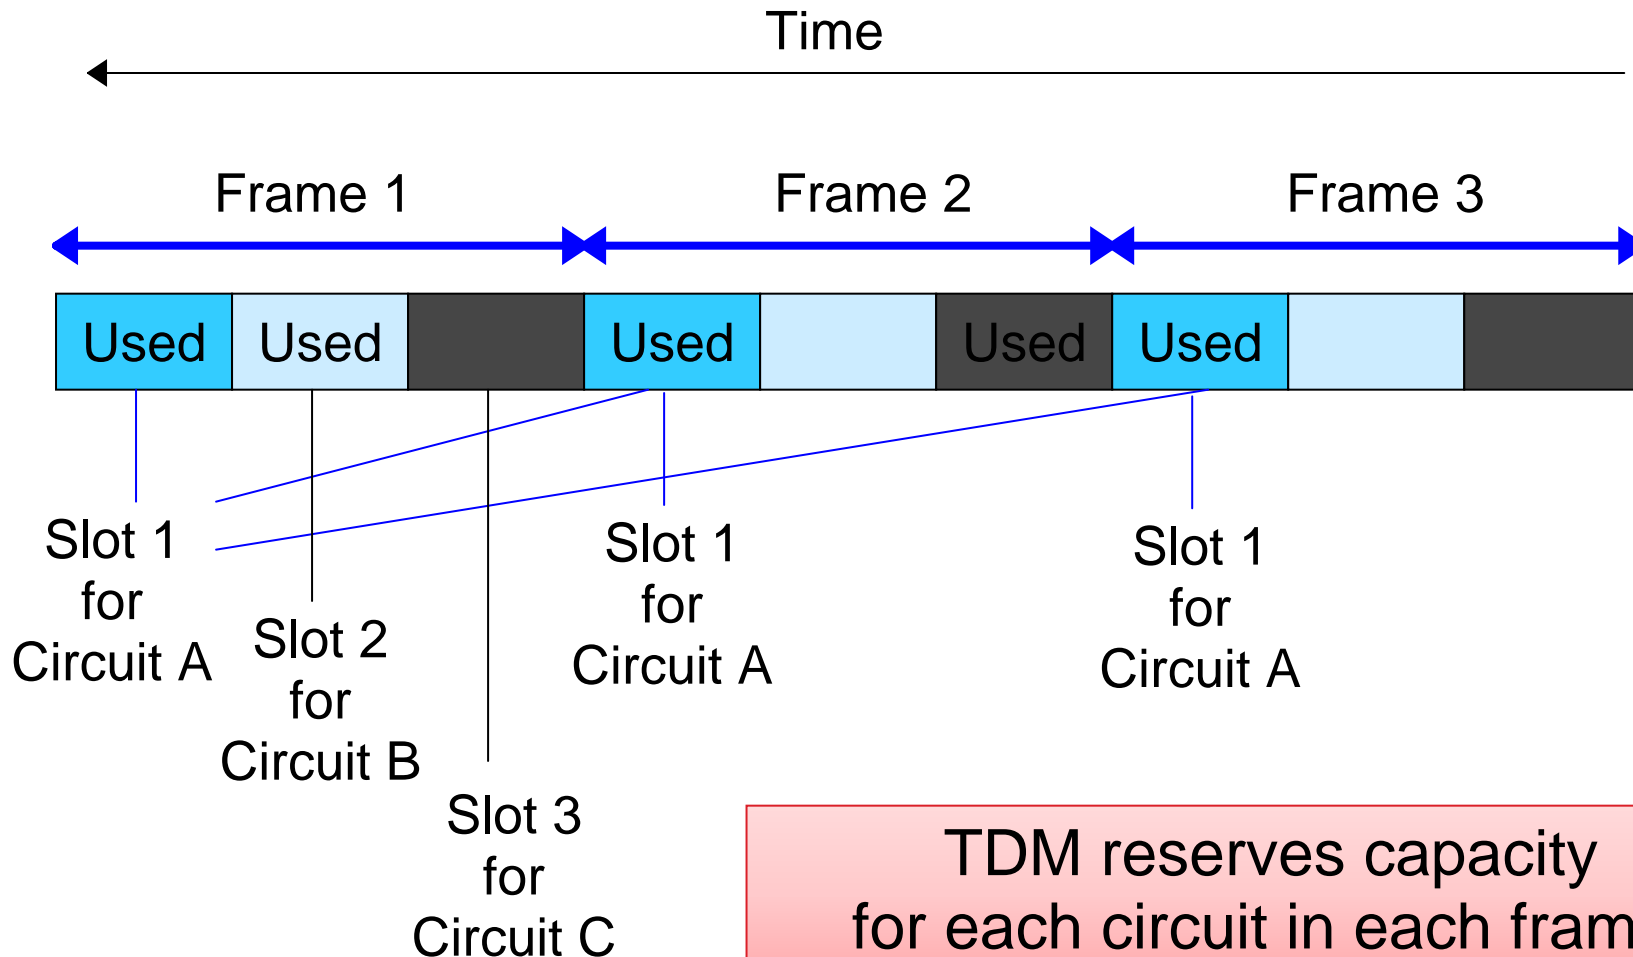 Time
Frame 1
Frame 2
Frame 3
Used
Used
Used
Used
Used
Slot 1
for
Circuit A
Slot 2
for
Circuit B
Slot 3
for
Circuit C
Slot 1
for
Circuit A
Slot 1
for
Circuit A
TDM reserves capacity
for each circuit in each fram